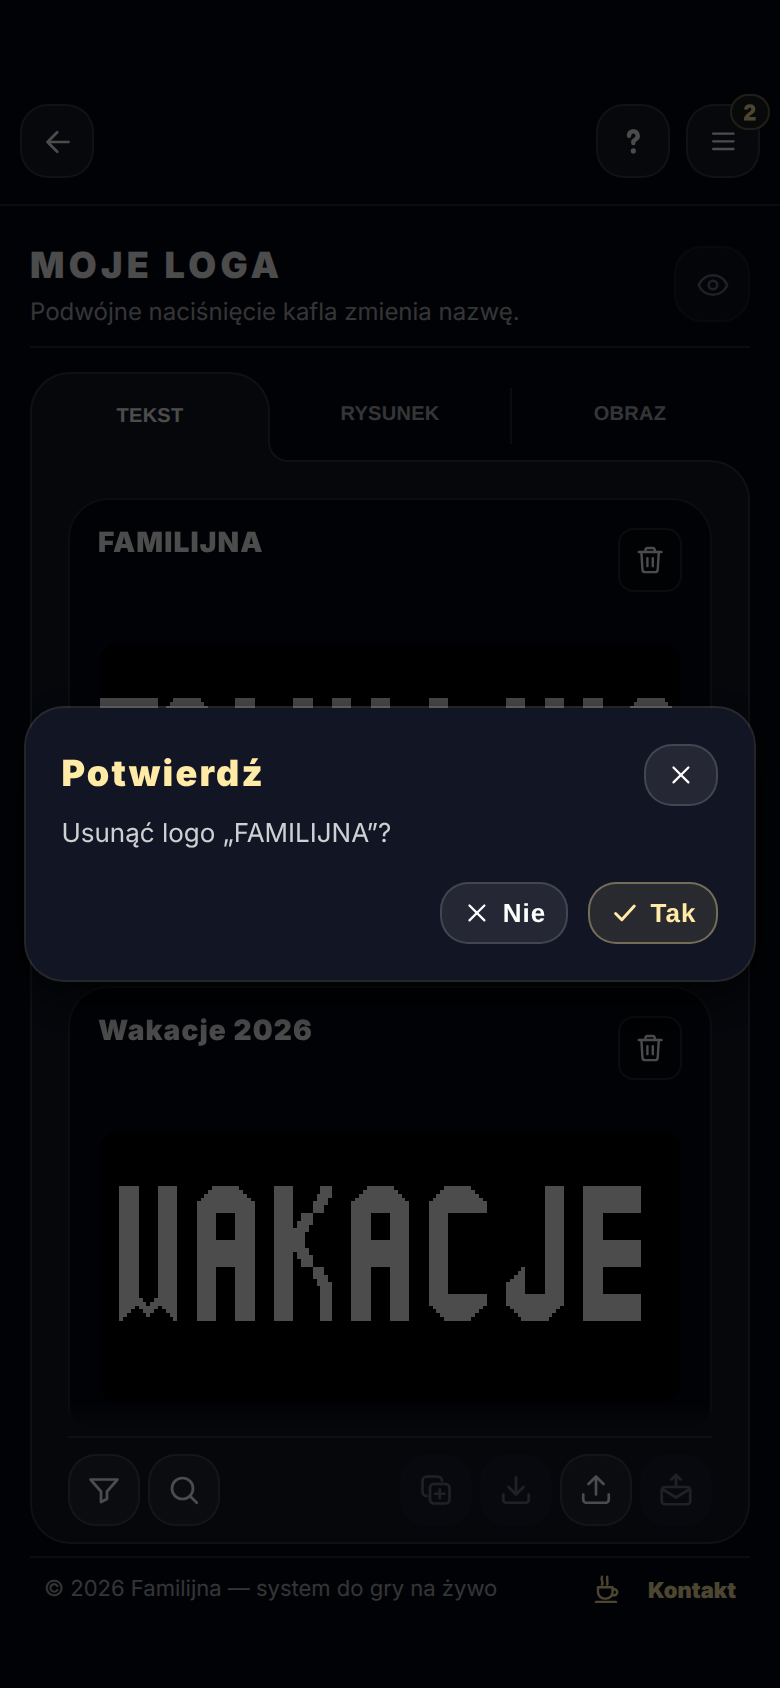 2
MOJE LOGA
Podwójne naciśnięcie kafla zmienia nazwę.
TEKST
RYSUNEK
OBRAZ
FAMILIJNA
Potwierdź
Usunąć logo „FAMILIJNA”?
Nie
Tak
Wakacje 2026
WAKACJE
© 2026 Familijna — system do gry na żywo
Kontakt